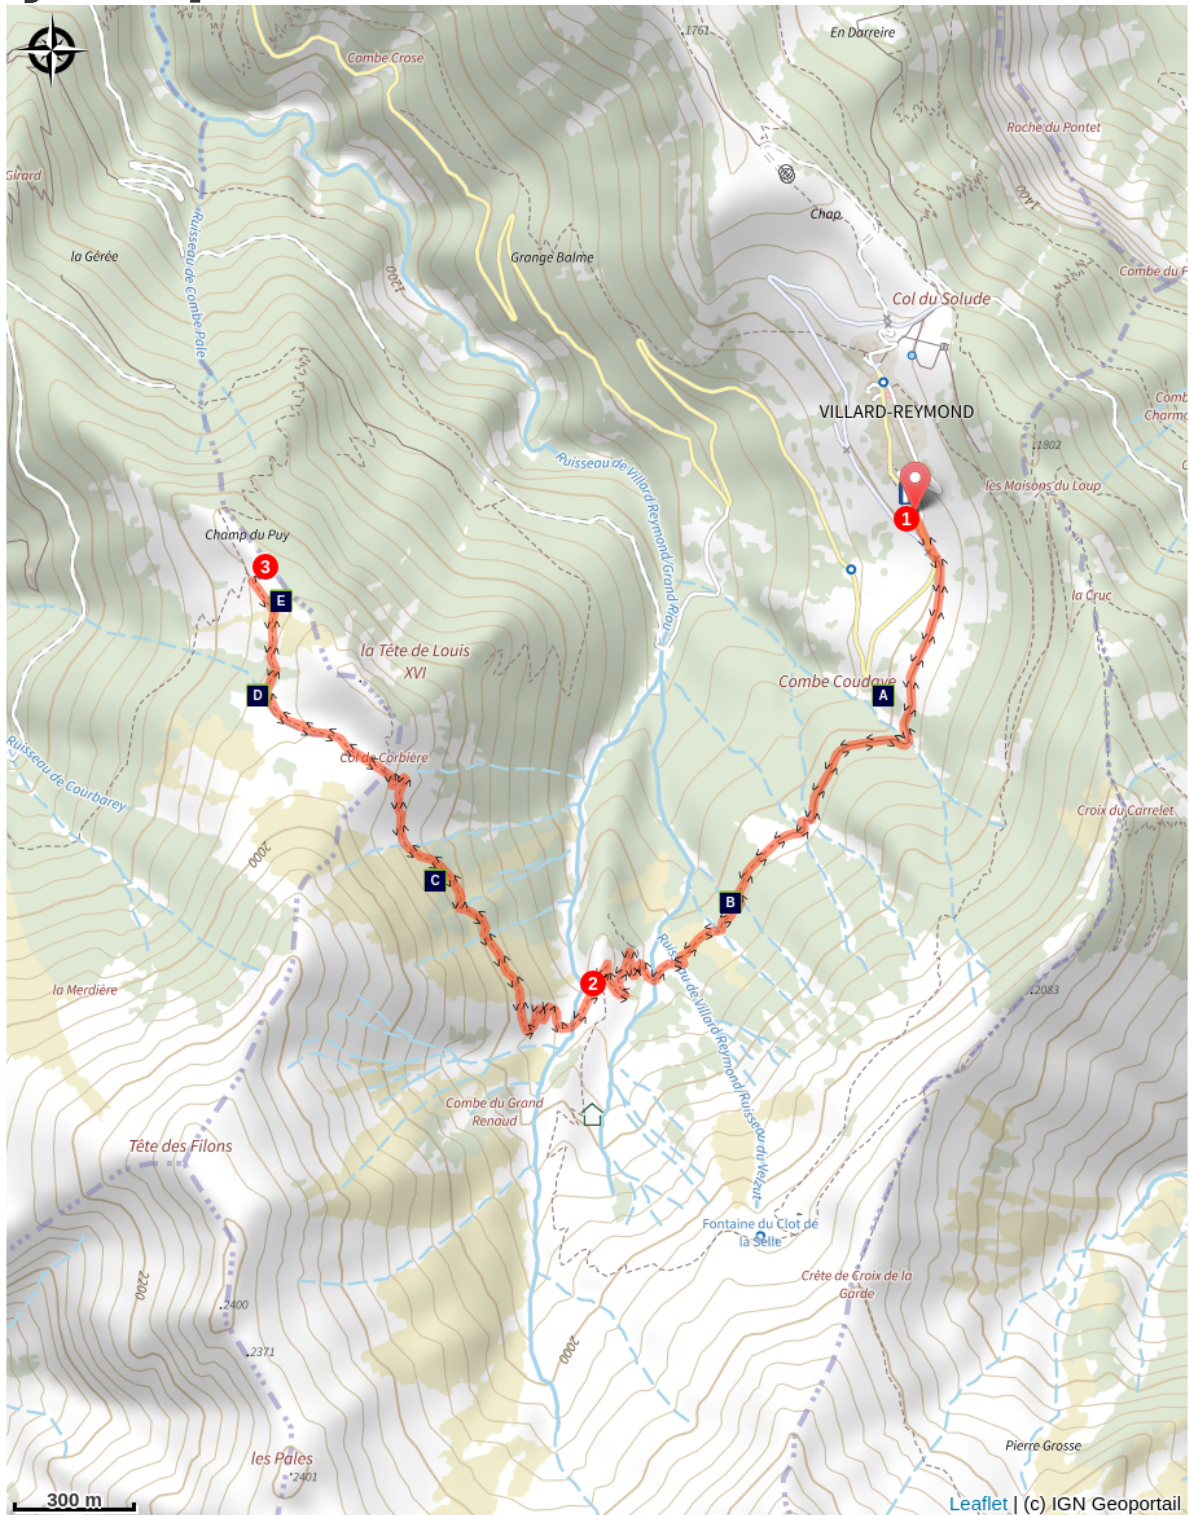 1761
En Darreire
Combe Crose
Roche du Pontet
Girard
1400
Chap
Ruisseau de Combe Pale
la Gérée
Grange Balme
1200
Combe du F
Col du Solude
VILLARD-REYMOND
Comb
Charmo
1802
Ruisseau de Villard Reymond/Grand Riou
les Maisons du Loup
1
Champ du Puy
3
E
la Cruc
la Tête de Louis
XVI
Combe Coudaye
D
A
Ruisseau de Courbarey
Col de Corbière
Croix du Carrelet
2000
C
B
Ruisseau de Villard Reymond/Ruisseau du Velzut
2
la Merdière
2083
Combe du Grand
Renaud
Tête des Filons
Fontaine du Clot de
la Selle
2200
Crête de Croix de la
Garde
2400
2371
2000
les Pales
2401
Pierre Grosse
300 m
Leaflet | (c) IGN Geoportail